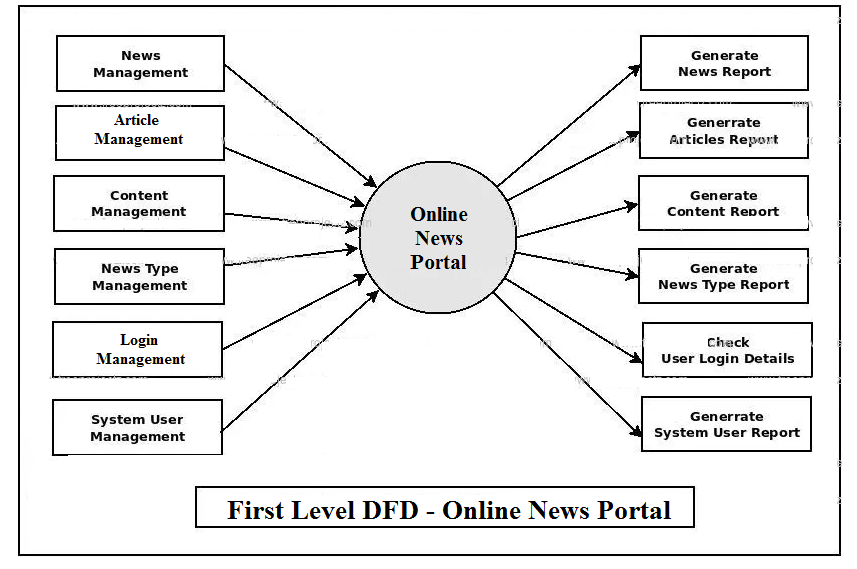 News
Management
Article
Management
Content
Management
News Type
Management
Login
Management
System User
Management
Online
News
Portal
Generate
News Report
Generrate
Articles Report
Generate
Content Report
Generate
News Type Report
Check
User Login Details
Generrate
System User Report
First Level DFD - Online News Portal